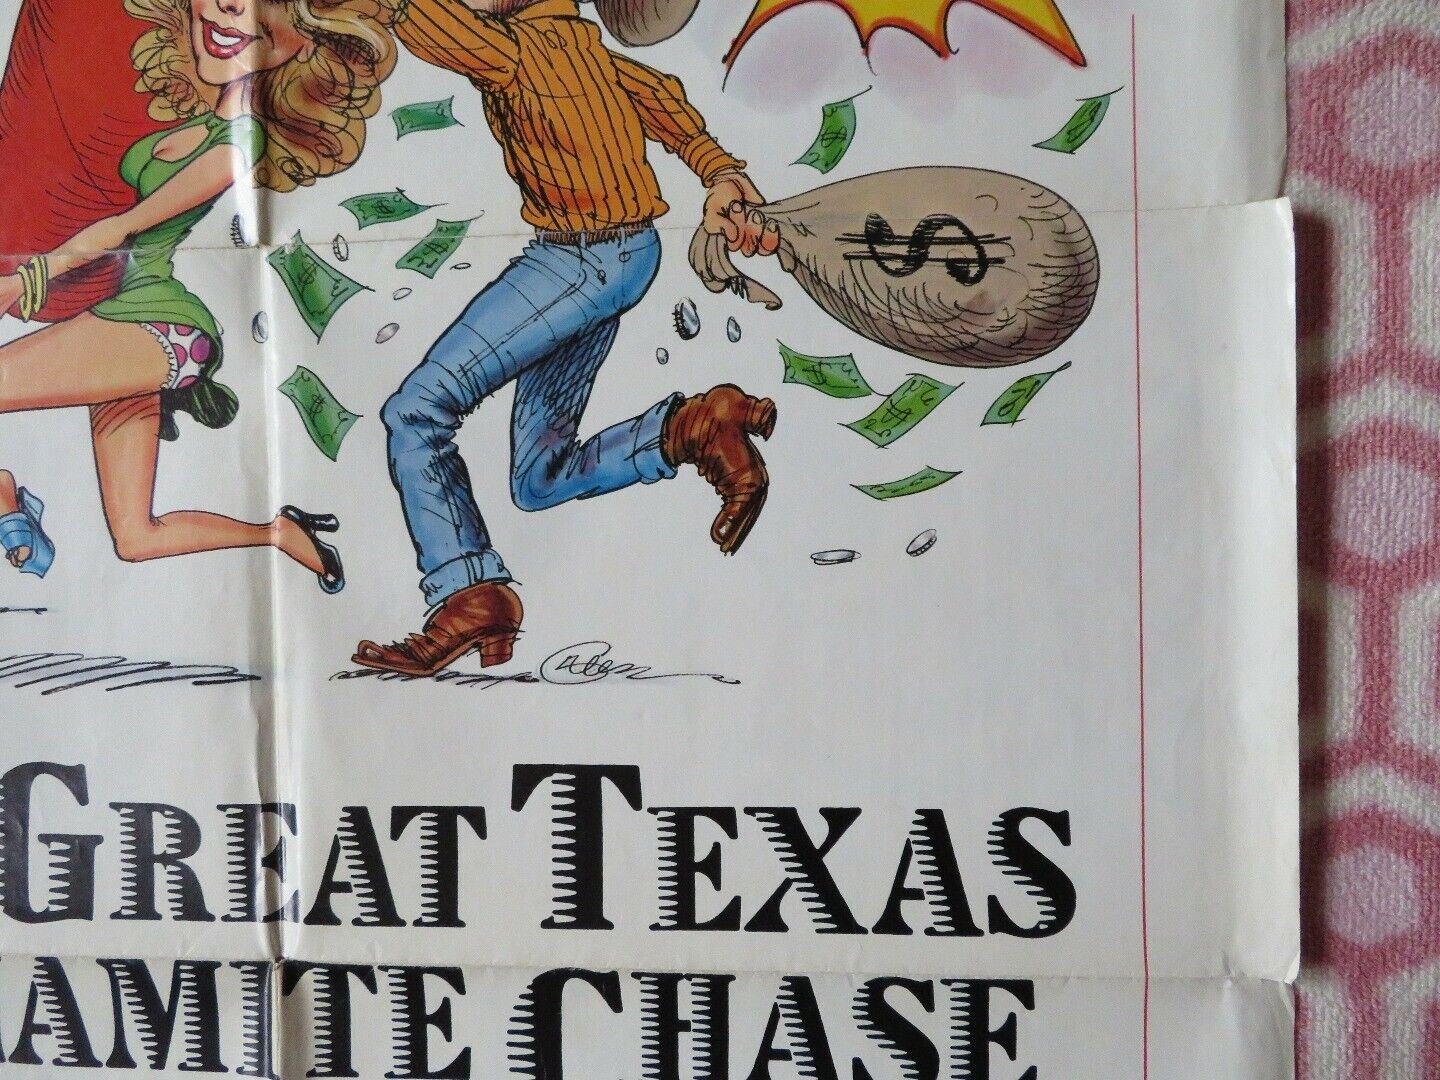 $
GREAT TEXAS
AMITE CHASE